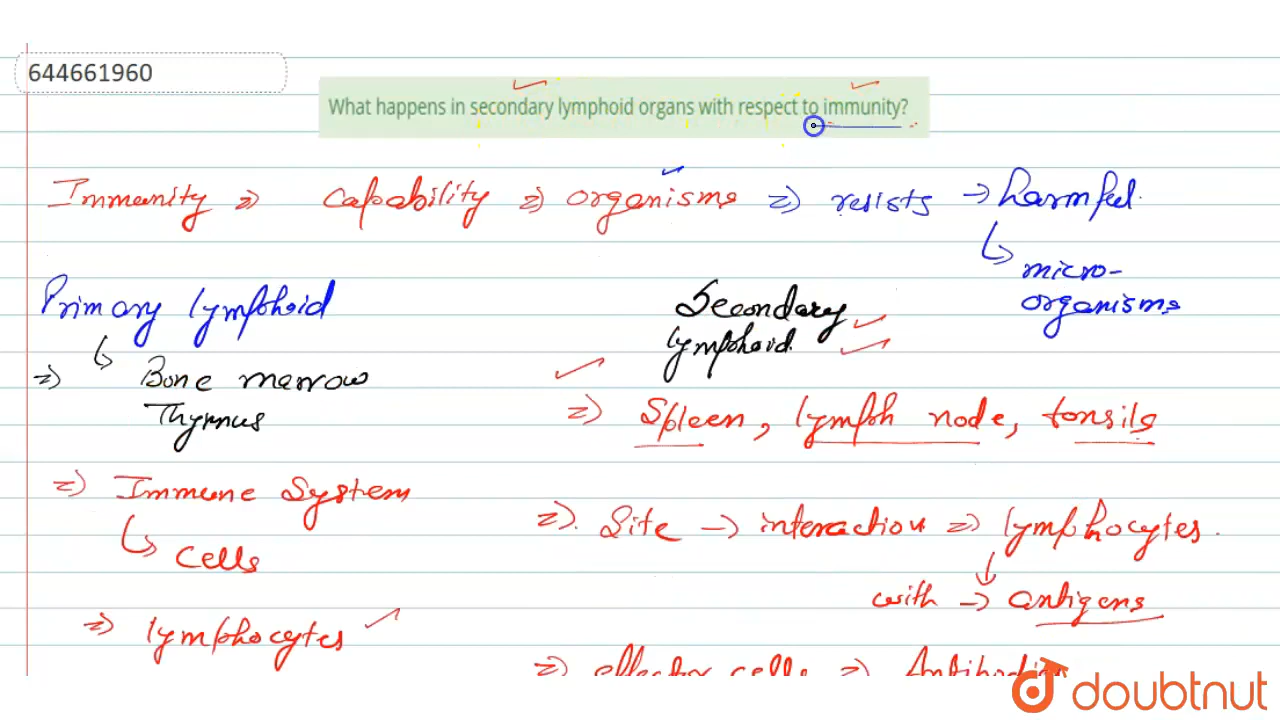 644661960
What happens in secondary lymphoid organs with respect to immunity?
Immunity ⇒ capability ⇒ organisms ⇒ resists → harmful
↳ micro-
organisms
Primary lymphoid
↳ Bone marrow
Thymus
⇒ Immune System
↳ cells
⇒ lymphocytes
Secondary
lymphoid
⇒ Spleen, lymph node, tonsils
⇒ Site → interaction ⇒ lymphocytes
with → antigens
⇒ effector cells ⇒ Antibodies
doubtnut